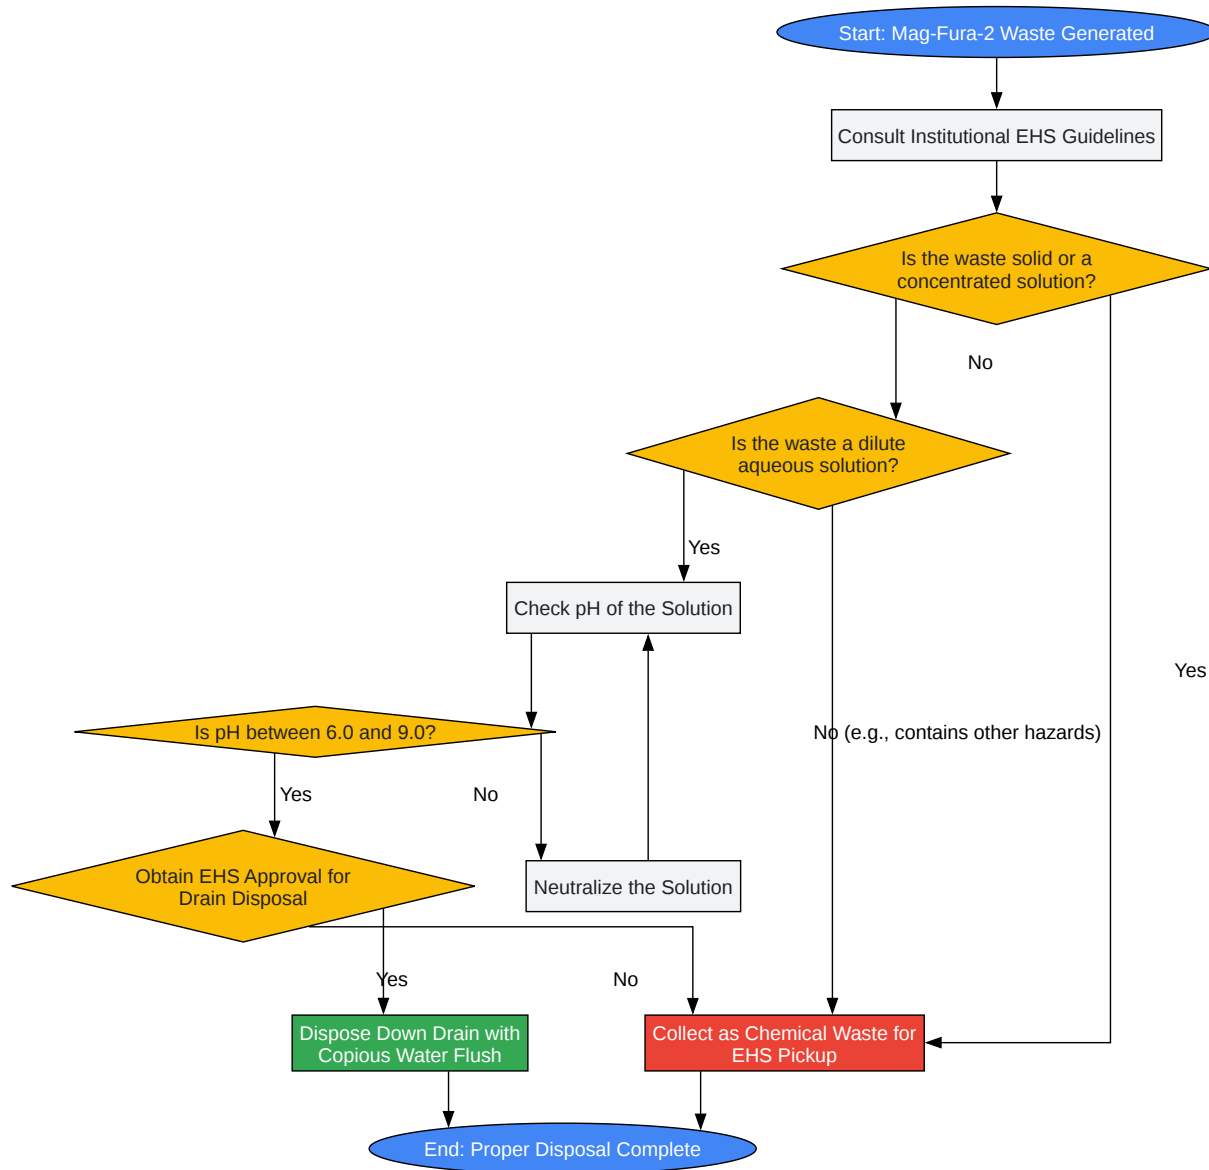 Start: Mag-Fura-2 Waste Generated
Consult Institutional EHS Guidelines
Is the waste solid or a
concentrated solution?
No
Is the waste a dilute
aqueous solution?
Yes
Check pH of the Solution
Yes
Is pH between 6.0 and 9.0?
No (e.g., contains other hazards)
Yes
No
Obtain EHS Approval for
Drain Disposal
Neutralize the Solution
Yes
No
Dispose Down Drain with
Copious Water Flush
Collect as Chemical Waste for
EHS Pickup
End: Proper Disposal Complete